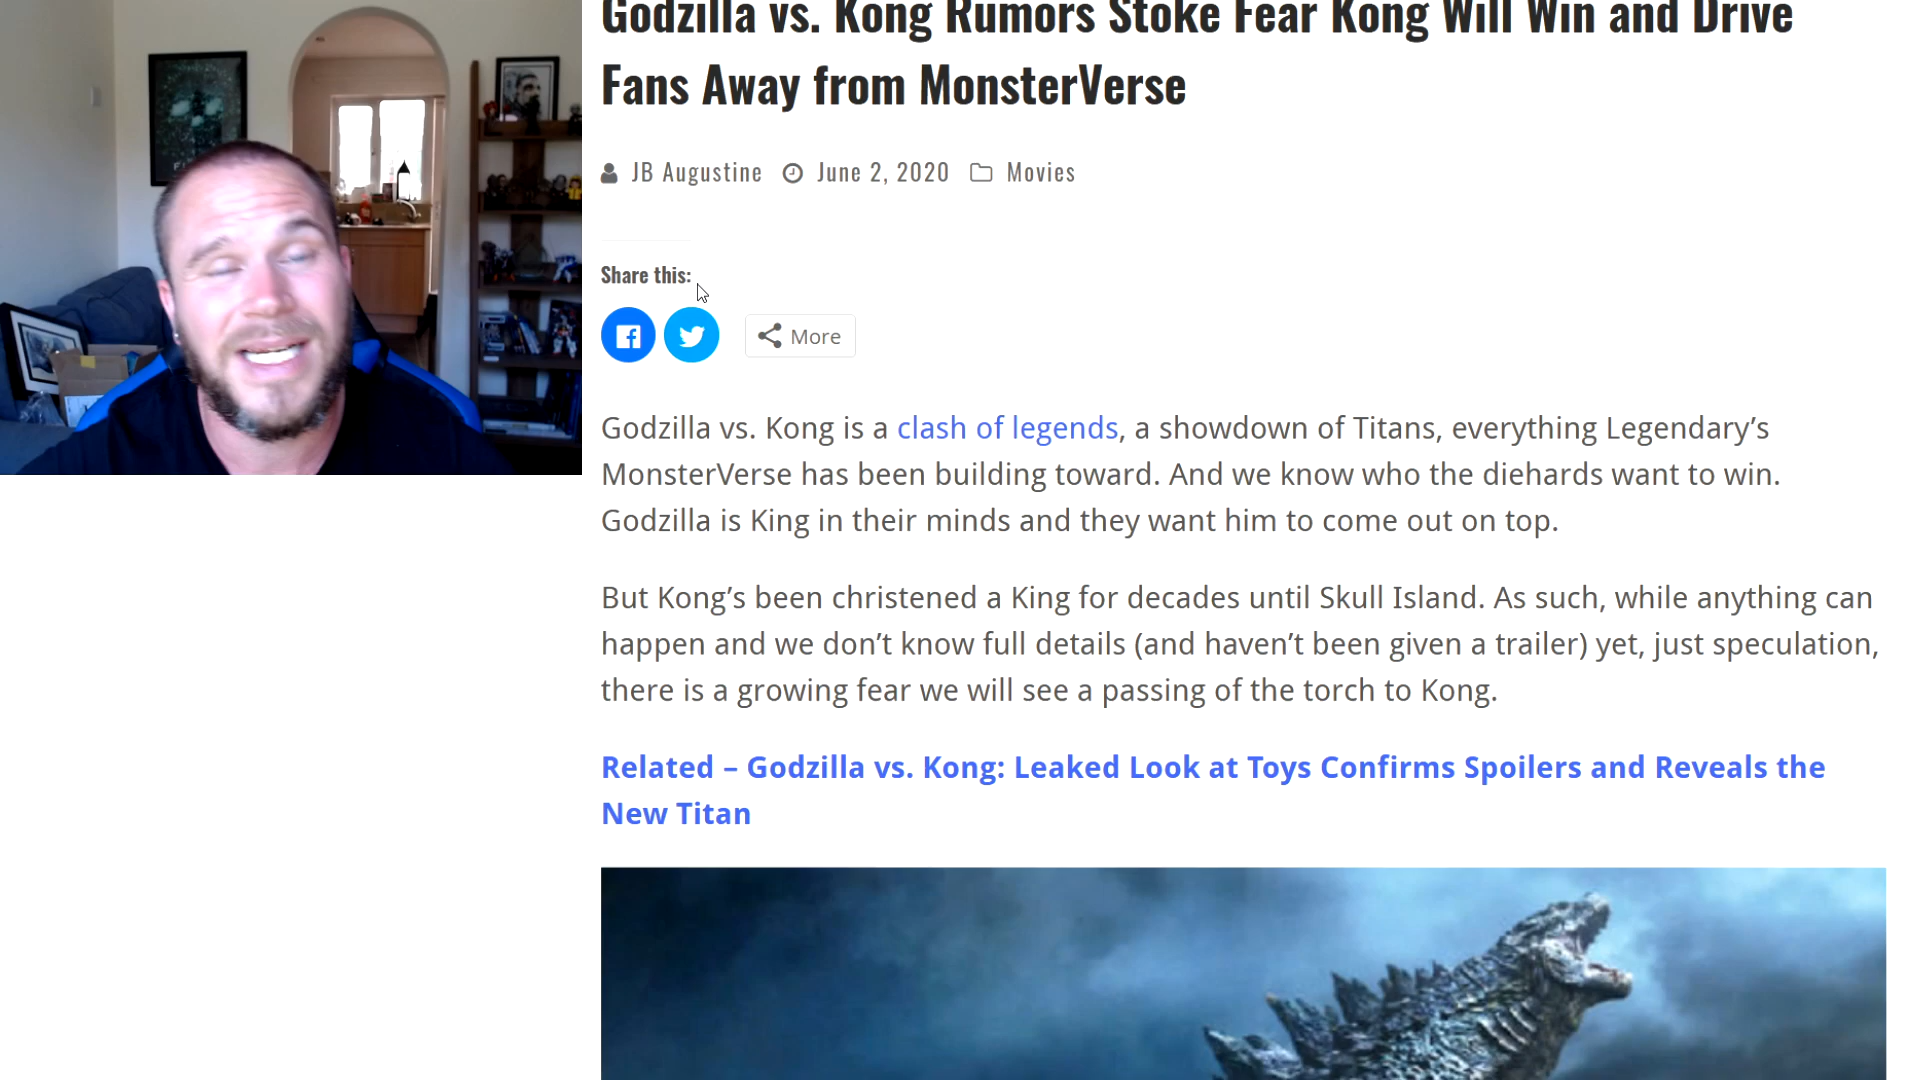 Godzilla vs. Kong Rumors Stoke Fear Kong Will Win and Drive
Fans Away from MonsterVerse
JB Augustine June 2, 2020 Movies
Share this:
More
Godzilla vs. Kong is a clash of legends, a showdown of Titans, everything Legendary’s
MonsterVerse has been building toward. And we know who the diehards want to win.
Godzilla is King in their minds and they want him to come out on top.
But Kong’s been christened a King for decades until Skull Island. As such, while anything can
happen and we don’t know full details (and haven’t been given a trailer) yet, just speculation,
there is a growing fear we will see a passing of the torch to Kong.
Related – Godzilla vs. Kong: Leaked Look at Toys Confirms Spoilers and Reveals the
New Titan